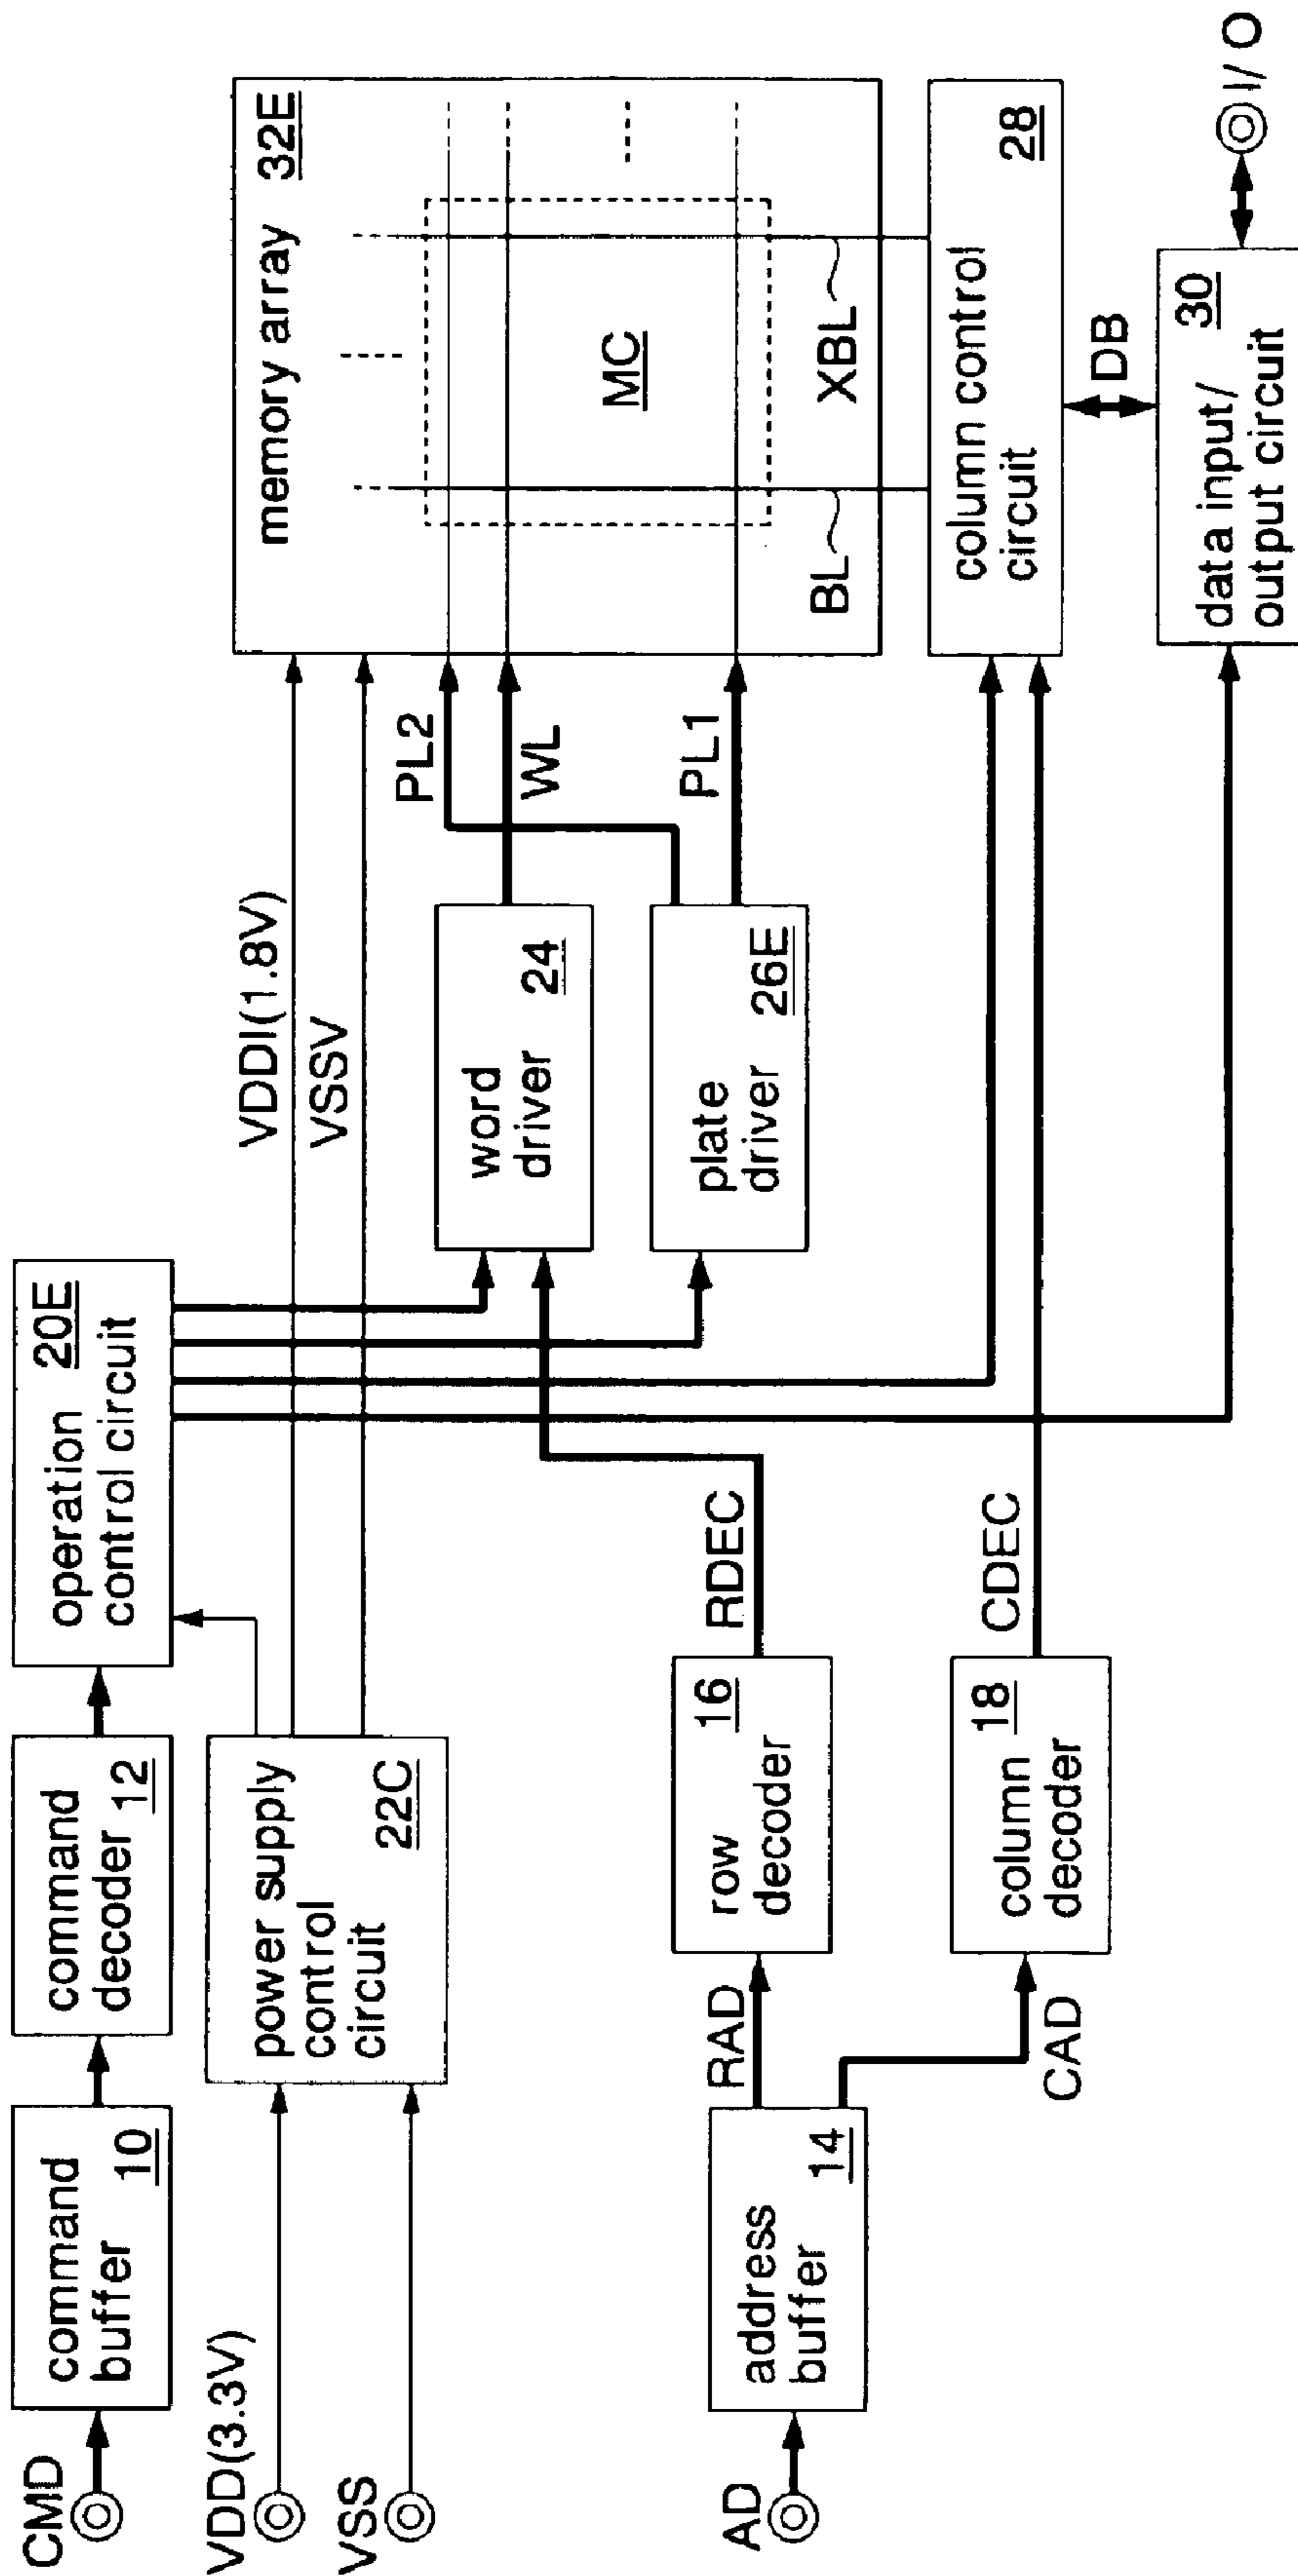 CMD
command
buffer 10
command
decoder 12
operation 20E
control circuit
VDD(3.3V)
VSS
power supply
control
circuit 22C
VDDI(1.8V)
VSSV
memory array 32E
MC
BL
XBL
PL2
WL
PL1
word
driver 24
plate
driver 26E
AD
address
buffer 14
RAD
CAD
row 16
decoder
RDEC
column 18
decoder
CDEC
column control 28
circuit
DB
data input/ 30
output circuit
I/O